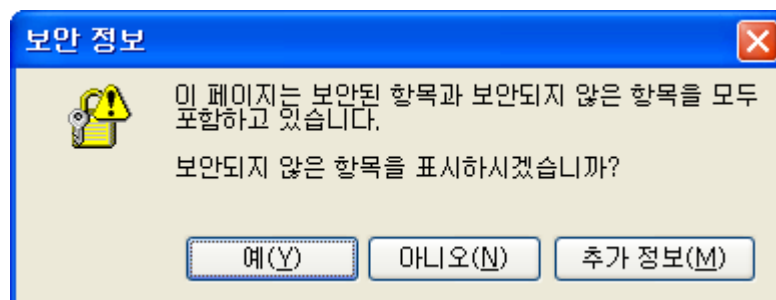 보안 정보
이 페이지는 보안된 항목과 보안되지 않은 항목을 모두
포함하고 있습니다.
보안되지 않은 항목을 표시하시겠습니까?
예(Y) 아니오(N) 추가 정보(M)